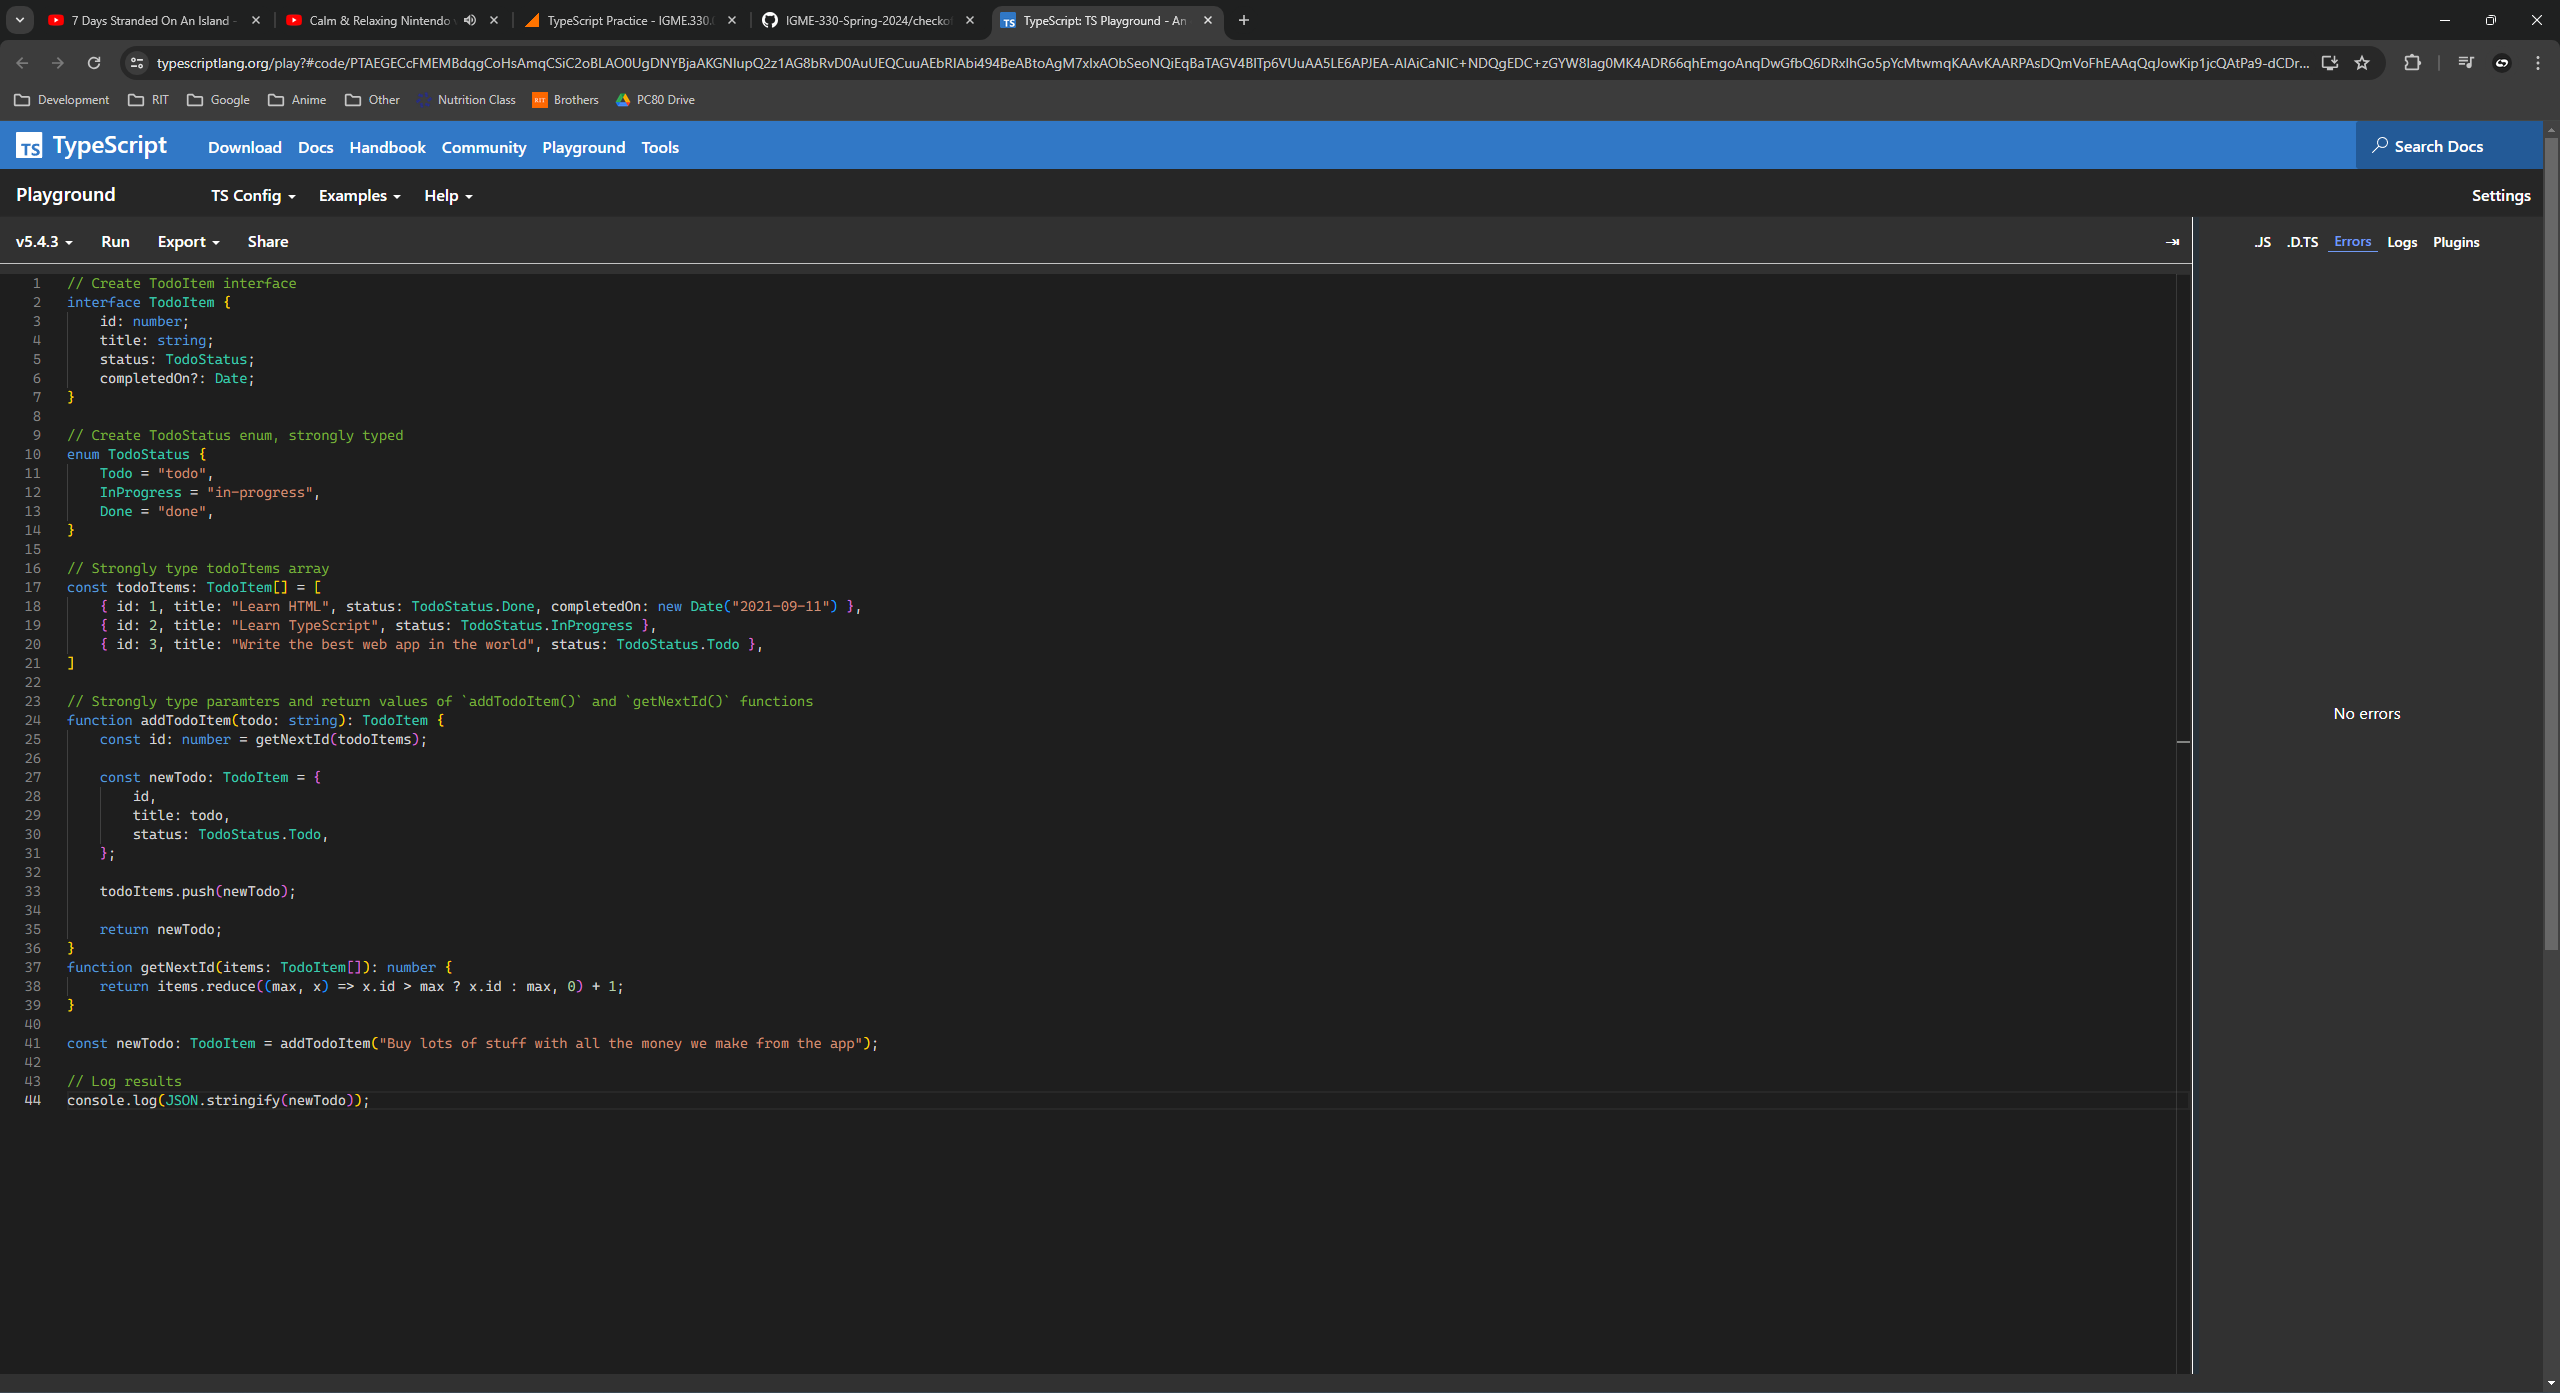 7 Days Stranded On An Island -
Calm & Relaxing Nintendo
TypeScript Practice - IGME.330.
IGME-330-Spring-2024/checko
TypeScript: TS Playground - An
Development
RIT
Google
Anime
Other
Nutrition Class
Brothers
PC80 Drive
TS TypeScript
Download Docs Handbook Community Playground Tools
Search Docs
Playground
TS Config Examples Help
Settings
v5.4.3 Run Export Share
.JS .D.TS Errors Logs Plugins
1 // Create TodoItem interface
2 interface TodoItem {
3 id: number;
4 title: string;
5 status: TodoStatus;
6 completedOn?: Date;
7 }
8
9 // Create TodoStatus enum, strongly typed
10 enum TodoStatus {
11 Todo = "todo",
12 InProgress = "in-progress",
13 Done = "done",
14 }
15
16 // Strongly type todoItems array
17 const todoItems: TodoItem[] = [
18 { id: 1, title: "Learn HTML", status: TodoStatus.Done, completedOn: new Date("2021-09-11") },
19 { id: 2, title: "Learn TypeScript", status: TodoStatus.InProgress },
20 { id: 3, title: "Write the best web app in the world", status: TodoStatus.Todo },
21 ]
22
23 // Strongly type paramters and return values of `addTodoItem()` and `getNextId()` functions
24 function addTodoItem(todo: string): TodoItem {
25 const id: number = getNextId(todoItems);
26
27 const newTodo: TodoItem = {
28 id,
29 title: todo,
30 status: TodoStatus.Todo,
31 };
32
33 todoItems.push(newTodo);
34
35 return newTodo;
36 }
37 function getNextId(items: TodoItem[]): number {
38 return items.reduce((max, x) => x.id > max ? x.id : max, 0) + 1;
39 }
40
41 const newTodo: TodoItem = addTodoItem("Buy lots of stuff with all the money we make from the app");
42
43 // Log results
44 console.log(JSON.stringify(newTodo));
No errors